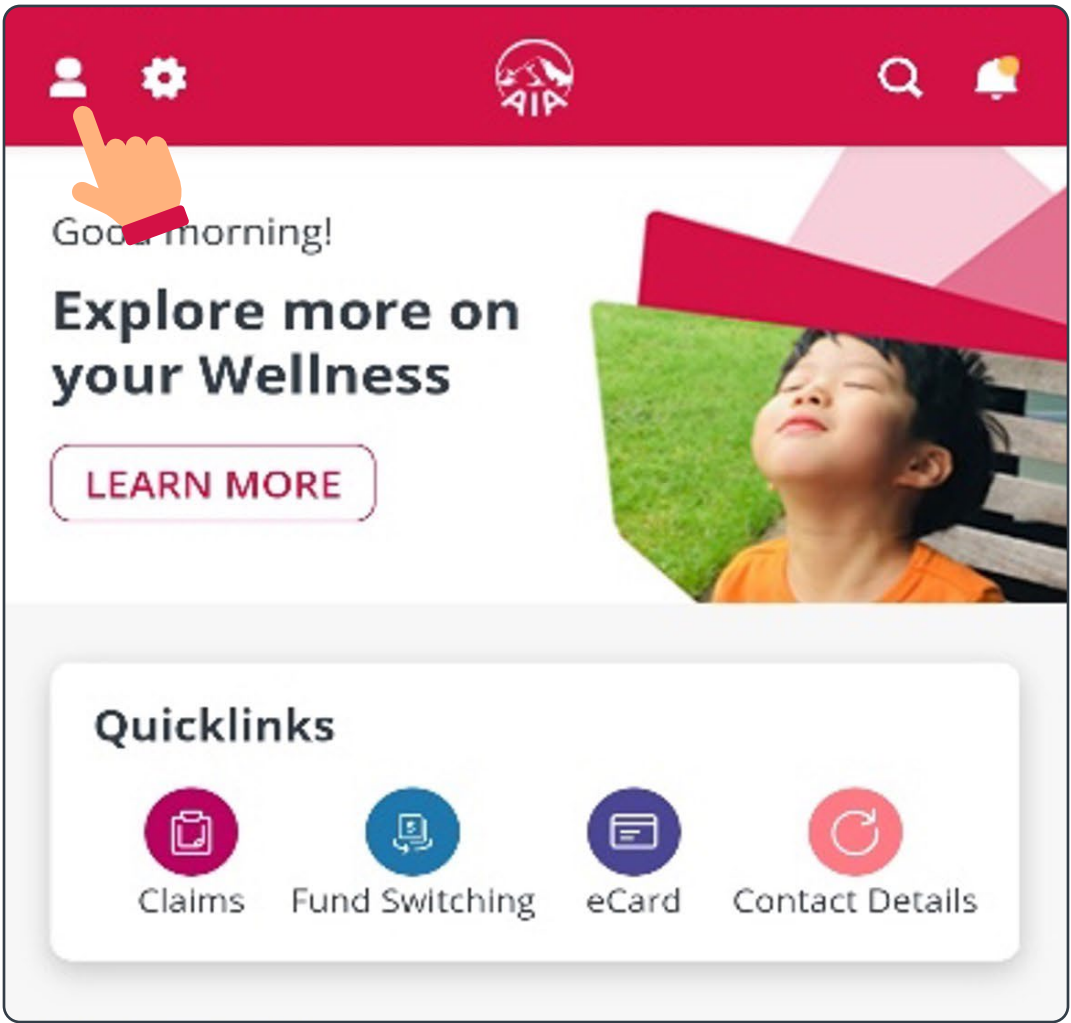 AIA
Good morning!
Explore more on
your Wellness
LEARN MORE
Quicklinks
Claims
Fund Switching
eCard
Contact Details